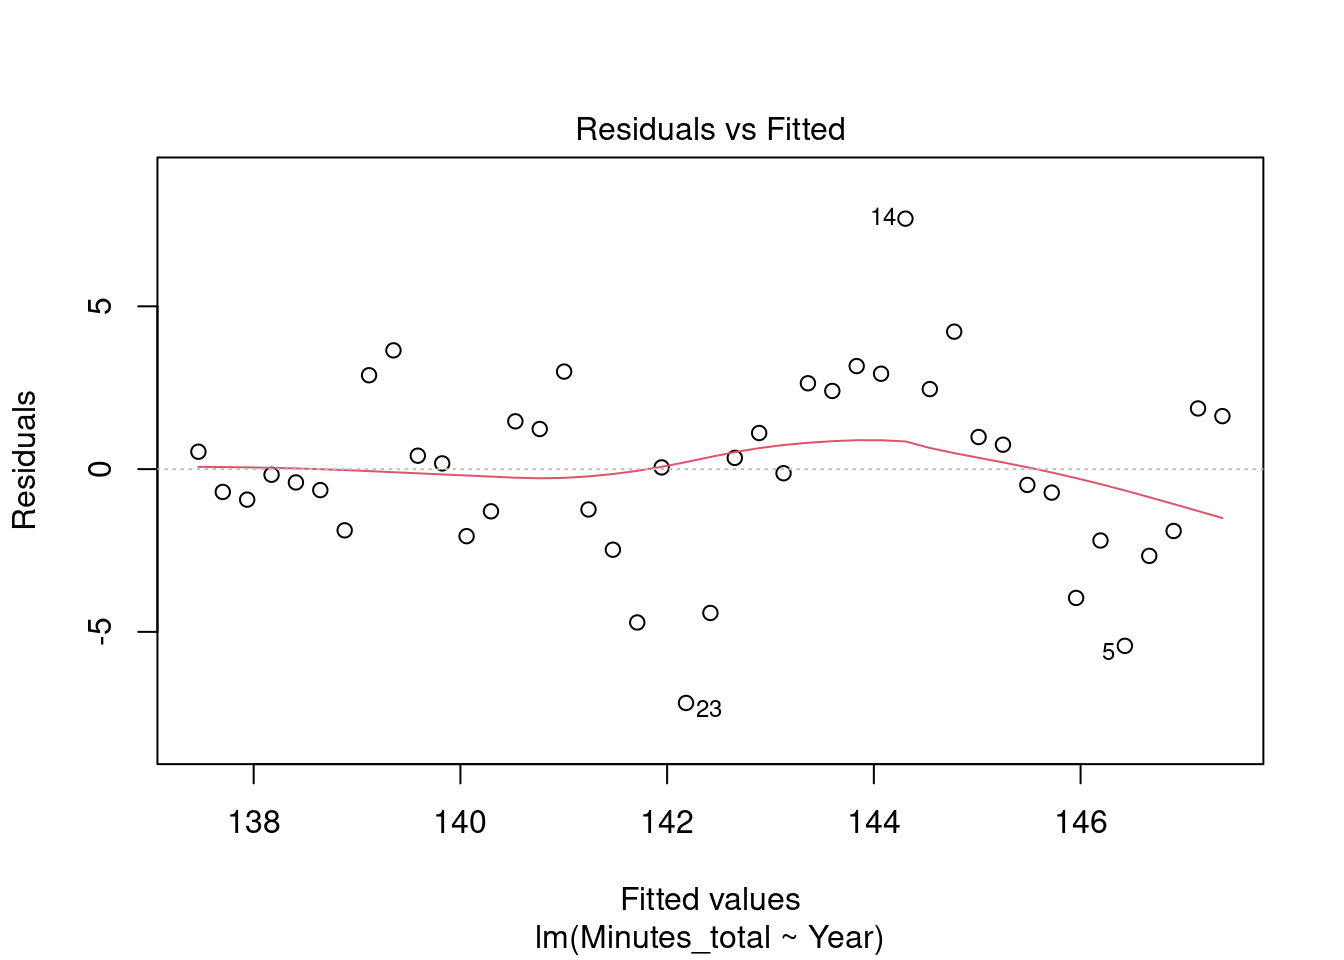 Residuals vs Fitted
Residuals
5
0
-5
14
23
5
138 140 142 144 146
Fitted values
lm(Minutes_total ~ Year)